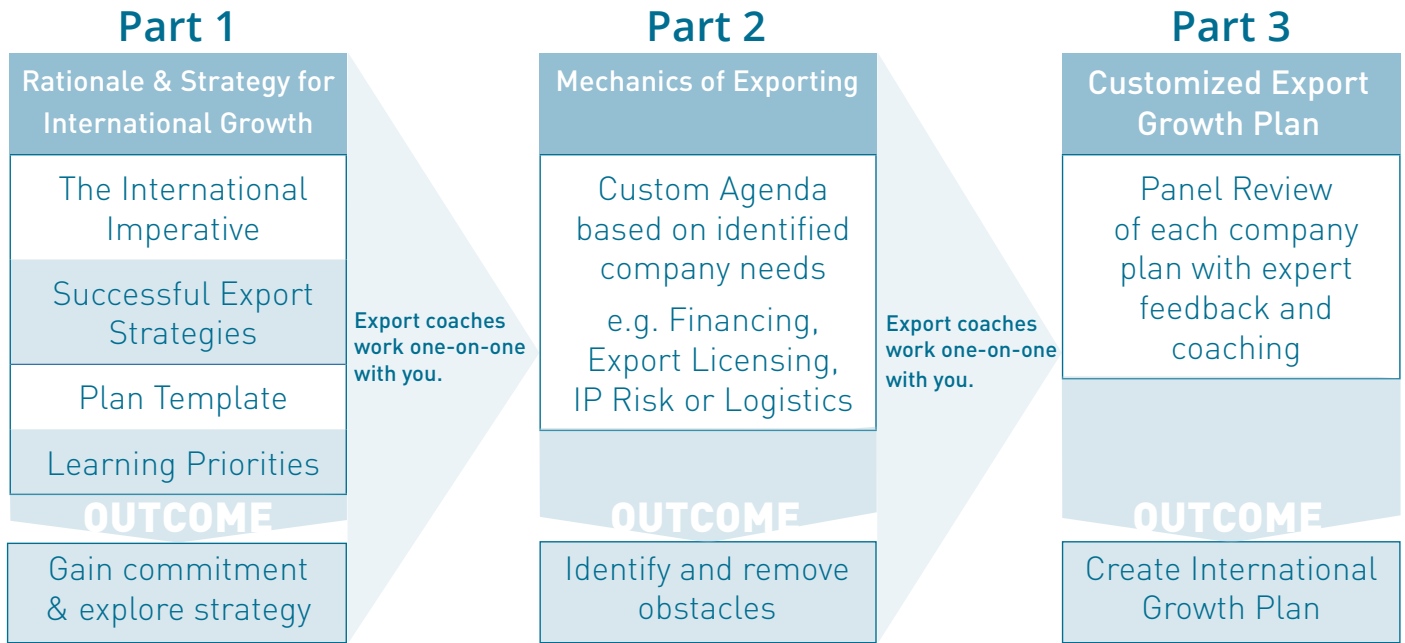 Part 1
Rationale & Strategy for
International Growth
The International
Imperative
Successful Export
Strategies
Plan Template
Learning Priorities
OUTCOME
Gain commitment
& explore strategy
Export coaches
work one-on-one
with you.
Part 2
Mechanics of Exporting
Custom Agenda
based on identified
company needs
e.g. Financing,
Export Licensing,
IP Risk or Logistics
OUTCOME
Identify and remove
obstacles
Export coaches
work one-on-one
with you.
Part 3
Customized Export
Growth Plan
Panel Review
of each company
plan with expert
feedback and
coaching
OUTCOME
Create International
Growth Plan